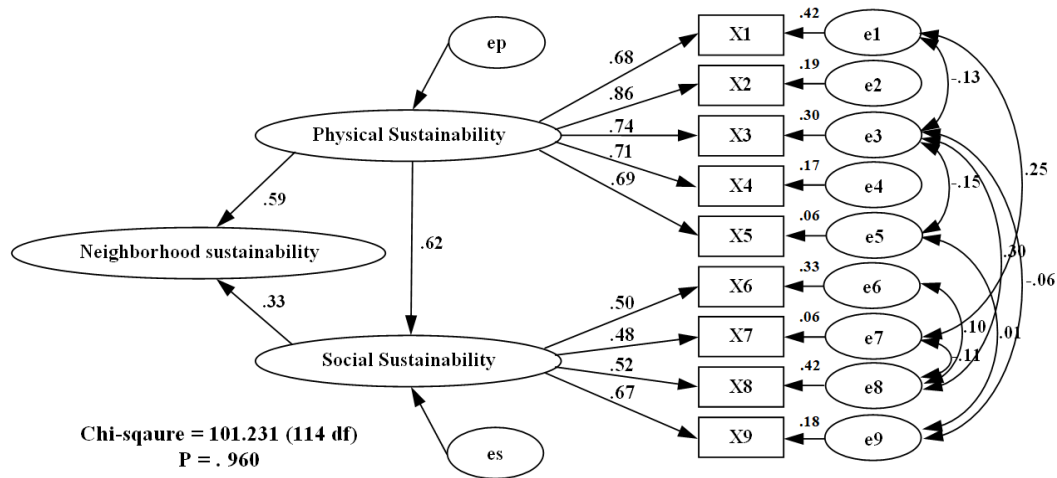 ep
Physical Sustainability
Neighborhood sustainability
Social Sustainability
es
.59
.62
.33
.68
.86
.74
.71
.69
.50
.48
.52
.67
X1
.42
e1
X2
.19
e2
X3
.30
e3
X4
.17
e4
X5
.06
e5
X6
.33
e6
X7
.06
e7
X8
.42
e8
X9
.18
e9
-.13
.25
-.15
.30
-.06
.10
.01
-.11
Chi-sqaure = 101.231 (114 df)
P = . 960